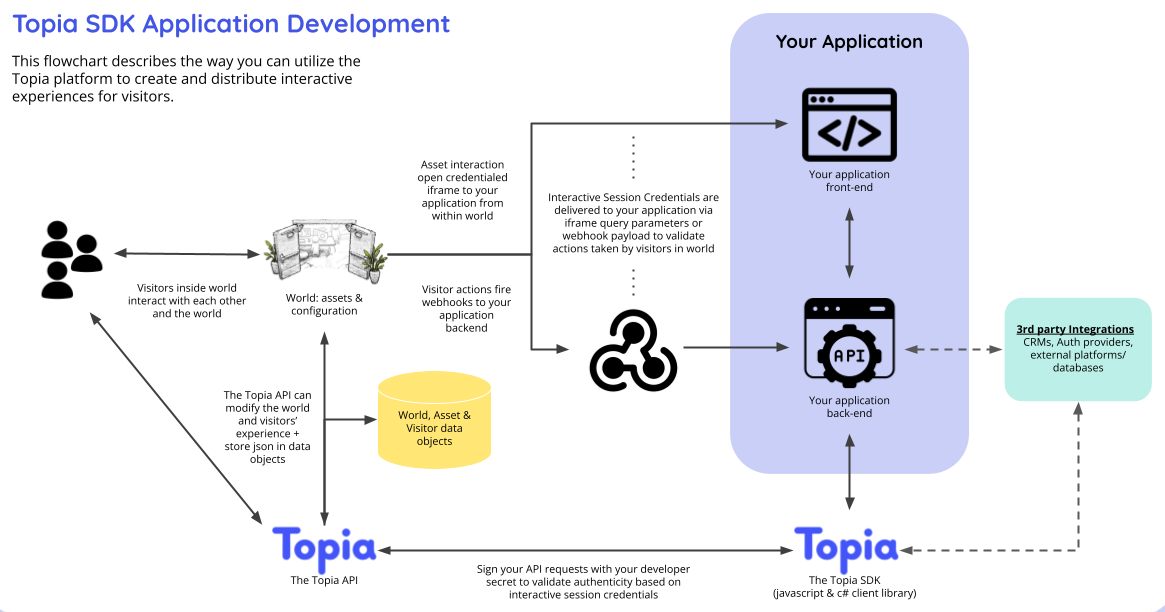 Topia SDK Application Development
This flowchart describes the way you can utilize the
Topia platform to create and distribute interactive
experiences for visitors.
Your Application
Your application
front-end
Asset interaction
open credentialed
iframe to your
application from
within world
Interactive Session Credentials are
delivered to your application via
iframe query parameters or
webhook payload to validate
actions taken by visitors in world
Visitors inside world
interact with each other
and the world
World: assets &
configuration
Visitor actions fire
webhooks to your
application
backend
API
Your application
back-end
3rd party Integrations
CRMs, Auth providers,
external platforms/
databases
The Topia API can
modify the world
and visitors'
experience +
store json in data
objects
World, Asset &
Visitor data
objects
Topia
The Topia API
Sign your API requests with your developer
secret to validate authenticity based on
interactive session credentials
Topia
The Topia SDK
(javascript & c# client library)